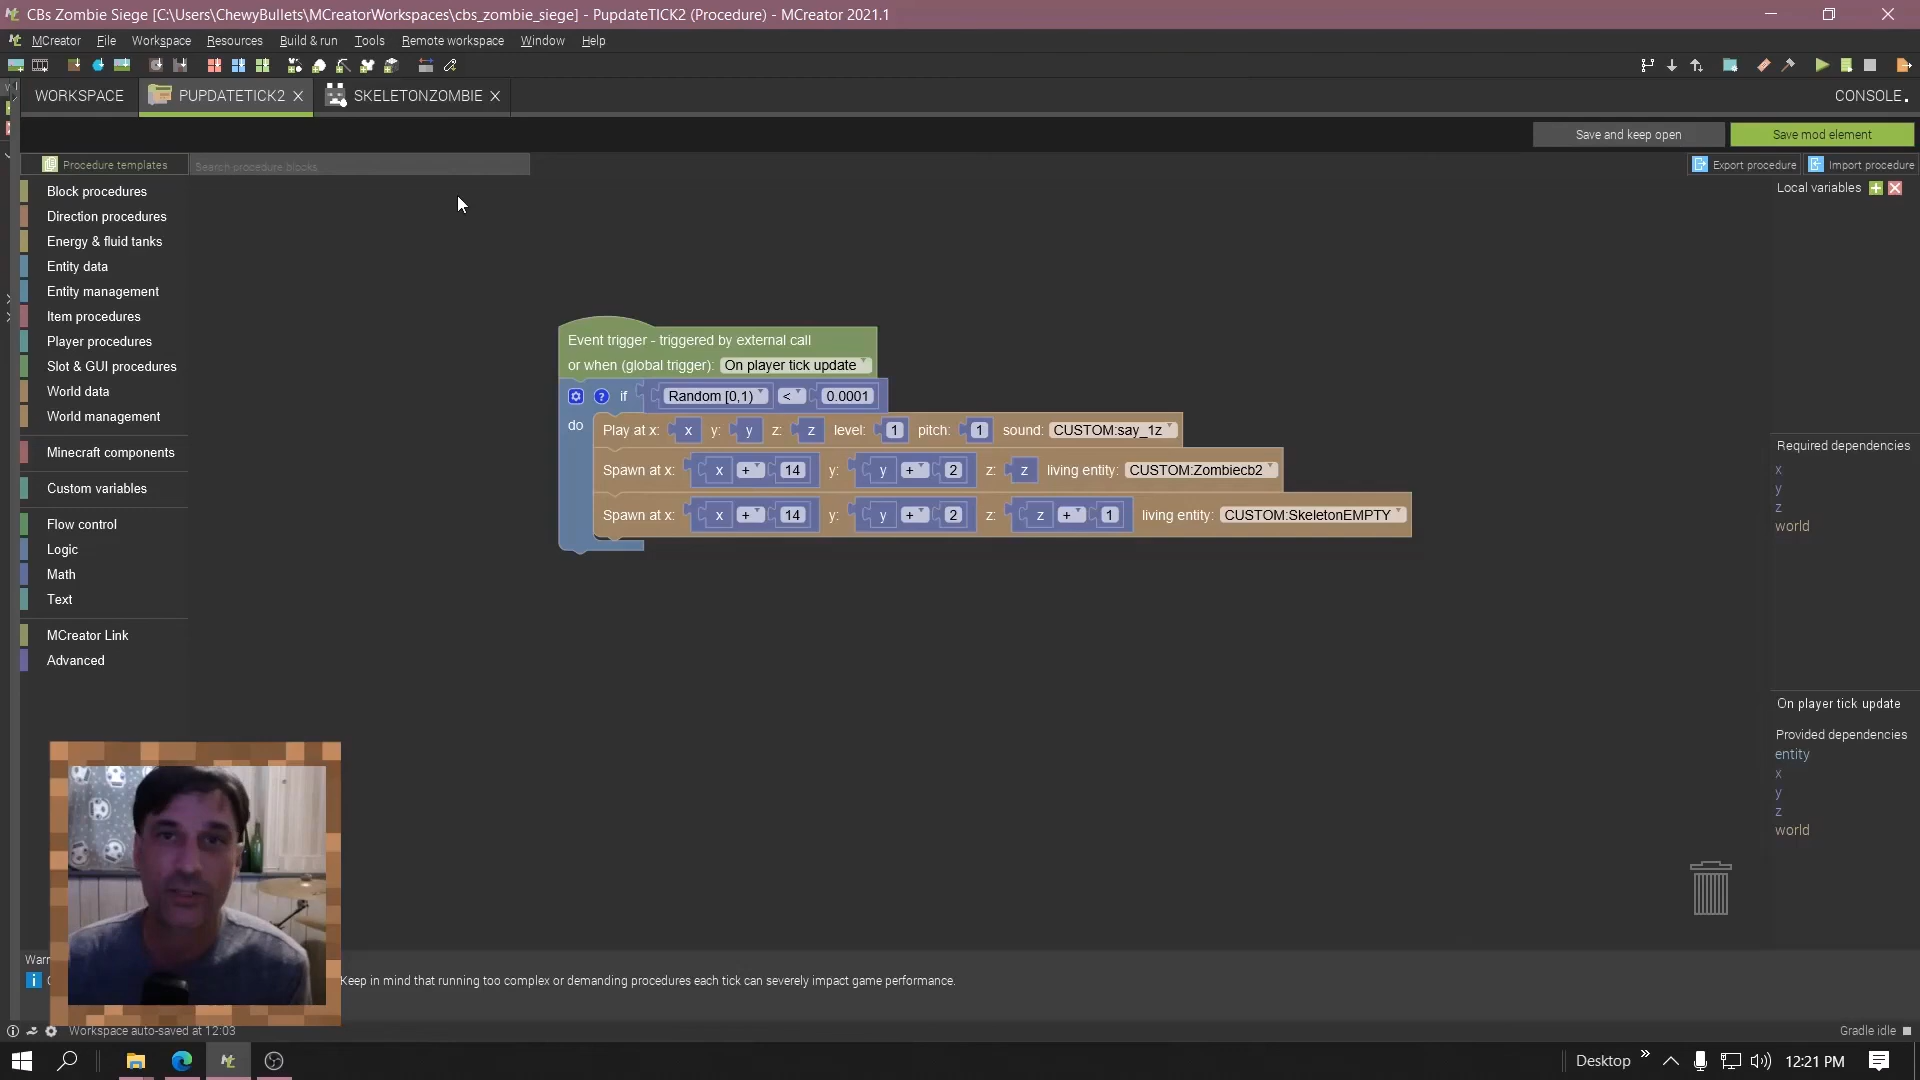 CBs Zombie Siege [C:\Users\ChewyBullets\MCreatorWorkspaces\cbs_zombie_siege] - PupdateTICK2 (Procedure) - MCreator 2021.1
MCreator File Workspace Resources Build & run Tools Remote workspace Window Help
WORKSPACE PUPDATETICK2 SKELETONZOMBIE CONSOLE
Save and keep open Save mod element
Procedure templates Search procedure blocks Export procedure Import procedure
Local variables
Block procedures
Direction procedures
Energy & fluid tanks
Entity data
Entity management
Item procedures
Player procedures
Slot & GUI procedures
World data
World management
Minecraft components
Custom variables
Flow control
Logic
Math
Text
MCreator Link
Advanced
Event trigger - triggered by external call
or when (global trigger): On player tick update
if Random [0,1) < 0.0001
do
Play at x: x y: y z: z level: 1 pitch: 1 sound: CUSTOM:say_1z
Spawn at x: x + 14 y: y + 2 z: z living entity: CUSTOM:Zombiecb2
Spawn at x: x + 14 y: y + 2 z: z + 1 living entity: CUSTOM:SkeletonEMPTY
Required dependencies
x
y
z
world
On player tick update
Provided dependencies
entity
x
y
z
world
Keep in mind that running too complex or demanding procedures each tick can severely impact game performance.
Workspace auto-saved at 12:03
Gradle idle
Desktop 12:21 PM